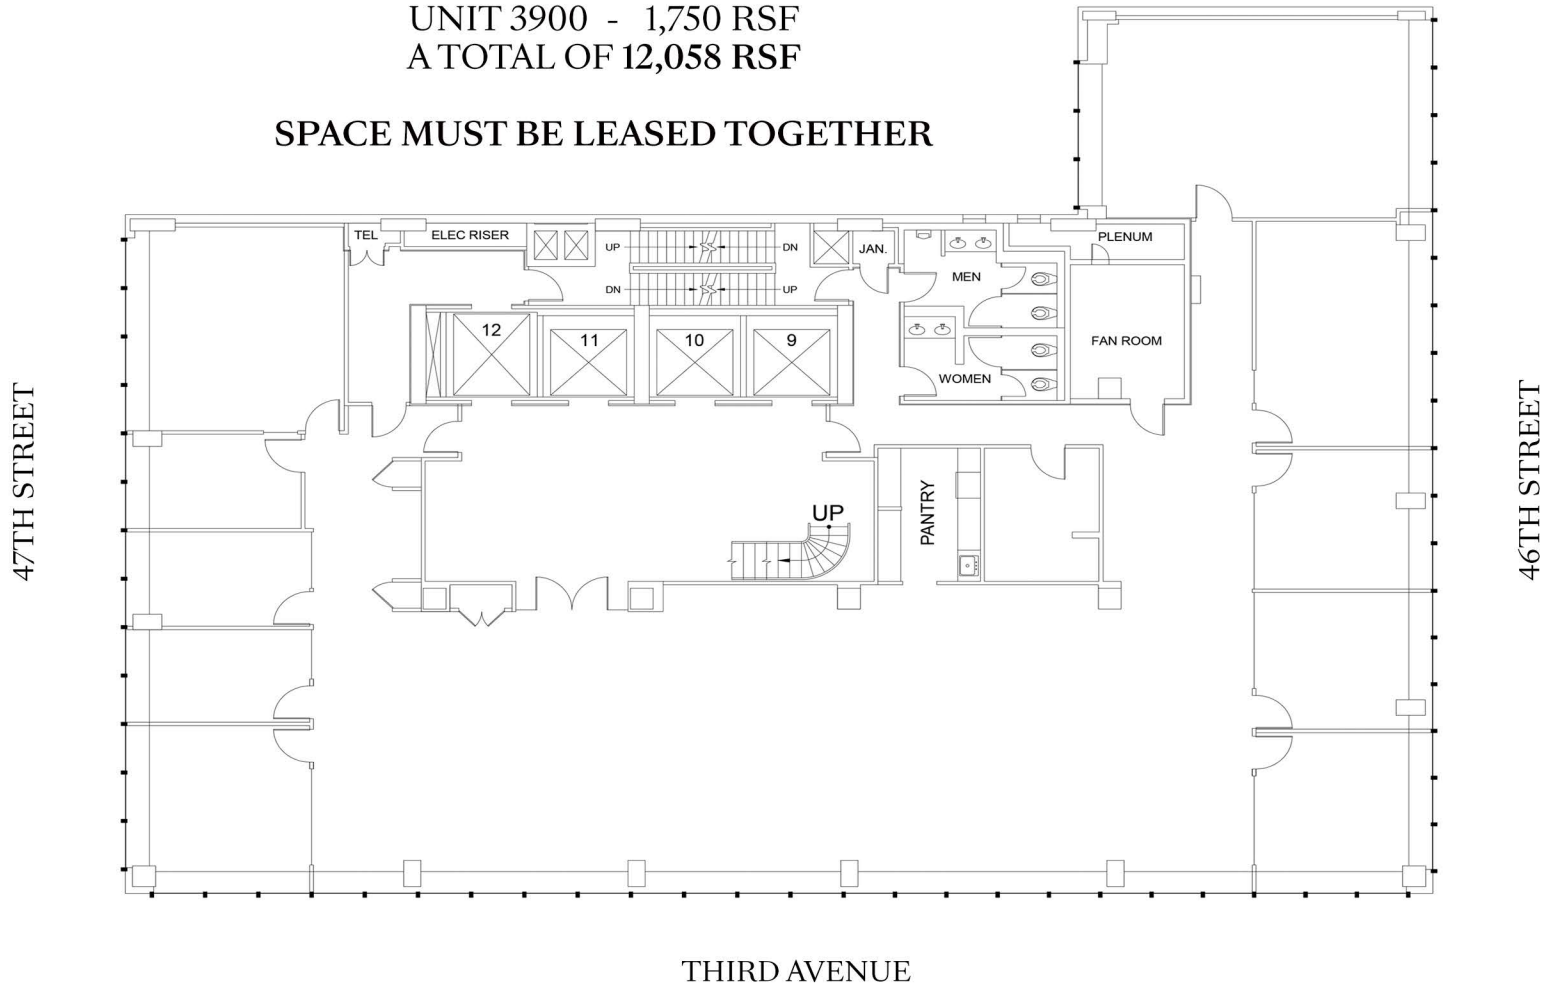 UNIT 3900 - 1,750 RSF
A TOTAL OF 12,058 RSF
SPACE MUST BE LEASED TOGETHER
TEL
ELEC RISER
UP
DN
JAN.
PLENUM
DN
UP
MEN
12
11
10
9
FAN ROOM
WOMEN
47TH STREET
46TH STREET
PANTRY
UP
THIRD AVENUE